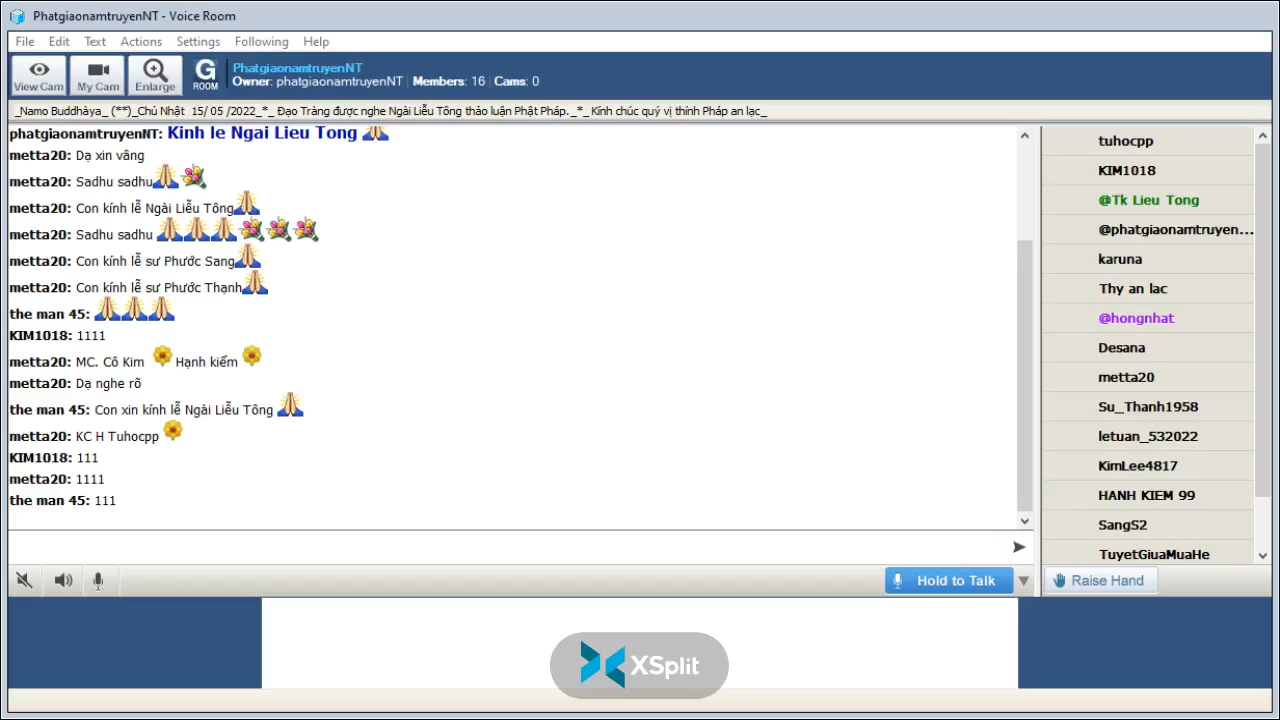 PhatgiaonamtruyenNT - Voice Room
File Edit Text Actions Settings Following Help
View Cam
My Cam
Enlarge
G ROOM
PhatgiaonamtruyenNT
Owner: phatgiaonamtruyenNT | Members: 16 | Cams: 0
_Namo Buddhàya_ (**)_Chủ Nhật 15/ 05 /2022_*_ Đạo Tràng được nghe Ngài Liễu Tông thảo luận Phật Pháp._*_ Kính chúc quý vị thính Pháp an lạc_
phatgiaonamtruyenNT: Kinh le Ngai Lieu Tong
metta20: Dạ xin vâng
metta20: Sadhu sadhu
metta20: Con kính lễ Ngài Liễu Tông
metta20: Sadhu sadhu
metta20: Con kính lễ sư Phước Sang
metta20: Con kính lễ sư Phước Thạnh
the man 45:
KIM1018: 1111
metta20: MC. Cô Kim Hạnh kiểm
metta20: Dạ nghe rõ
the man 45: Con xin kính lễ Ngài Liễu Tông
metta20: KC H Tuhocpp
KIM1018: 111
metta20: 1111
the man 45: 111
tuhocpp
KIM1018
@Tk Lieu Tong
@phatgiaonamtruyen...
karuna
Thy an lac
@hongnhat
Desana
metta20
Su_Thanh1958
letuan_532022
KimLee4817
HANH KIEM 99
SangS2
TuyetGiuaMuaHe
Hold to Talk
Raise Hand
XSplit